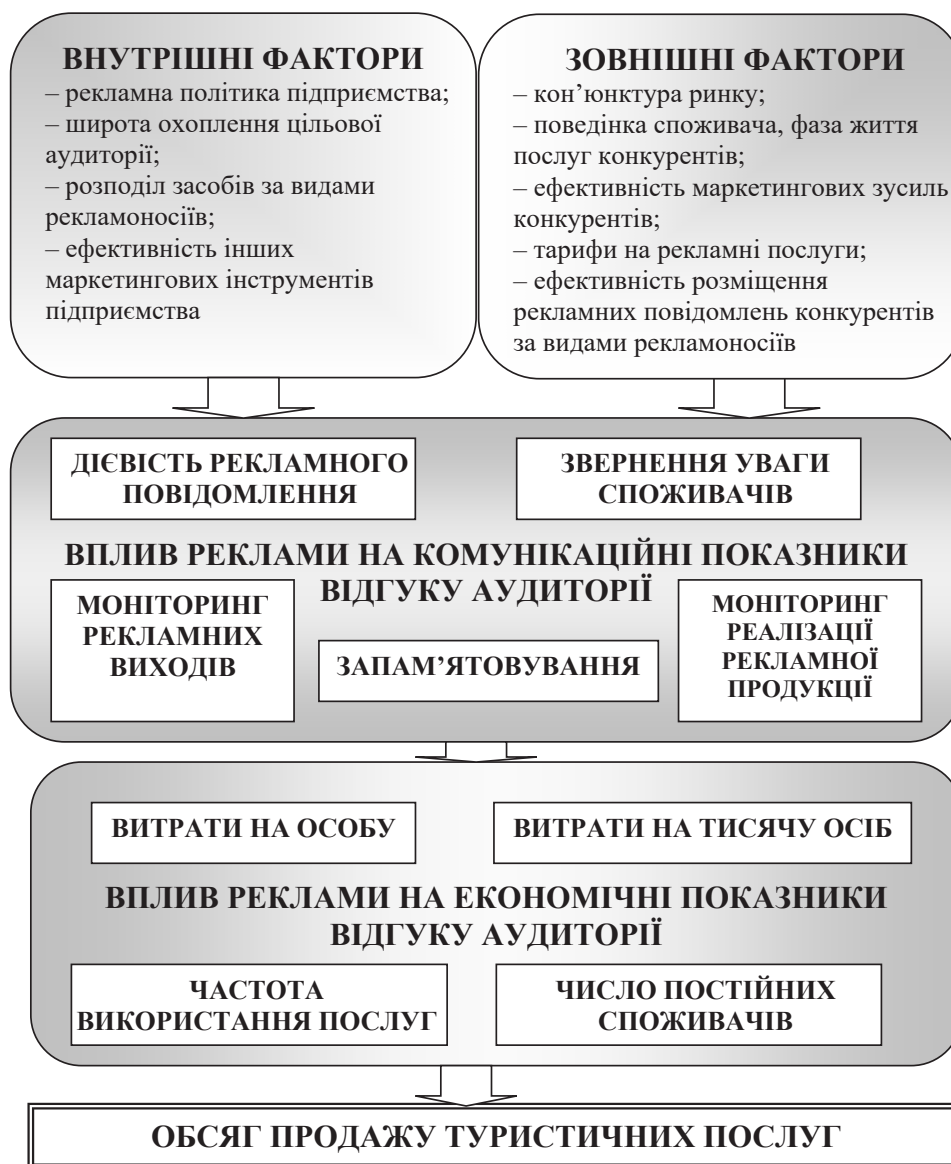 ВНУТРІШНІ ФАКТОРИ
– рекламна політика підприємства;
– широта охоплення цільової
аудиторії;
– розподіл засобів за видами
рекламоносіїв;
– ефективність інших
маркетингових інструментів
підприємства
ЗОВНІШНІ ФАКТОРИ
– кон’юнктура ринку;
– поведінка споживача, фаза життя
послуг конкурентів;
– ефективність маркетингових зусиль
конкурентів;
– тарифи на рекламні послуги;
– ефективність розміщення
рекламних повідомлень конкурентів
за видами рекламоносіїв
ДІЄВІСТЬ РЕКЛАМНОГО
ПОВІДОМЛЕННЯ
ЗВЕРНЕННЯ УВАГИ
СПОЖИВАЧІВ
ВПЛИВ РЕКЛАМИ НА КОМУНІКАЦІЙНІ ПОКАЗНИКИ
ВІДГУКУ АУДИТОРІЇ
МОНІТОРИНГ
РЕКЛАМНИХ
ВИХОДІВ
ЗАПАМ’ЯТОВУВАННЯ
МОНІТОРИНГ
РЕАЛІЗАЦІЇ
РЕКЛАМНОЇ
ПРОДУКЦІЇ
ВИТРАТИ НА ОСОБУ
ВИТРАТИ НА ТИСЯЧУ ОСІБ
ВПЛИВ РЕКЛАМИ НА ЕКОНОМІЧНІ ПОКАЗНИКИ
ВІДГУКУ АУДИТОРІЇ
ЧАСТОТА
ВИКОРИСТАННЯ ПОСЛУГ
ЧИСЛО ПОСТІЙНИХ
СПОЖИВАЧІВ
ОБСЯГ ПРОДАЖУ ТУРИСТИЧНИХ ПОСЛУГ